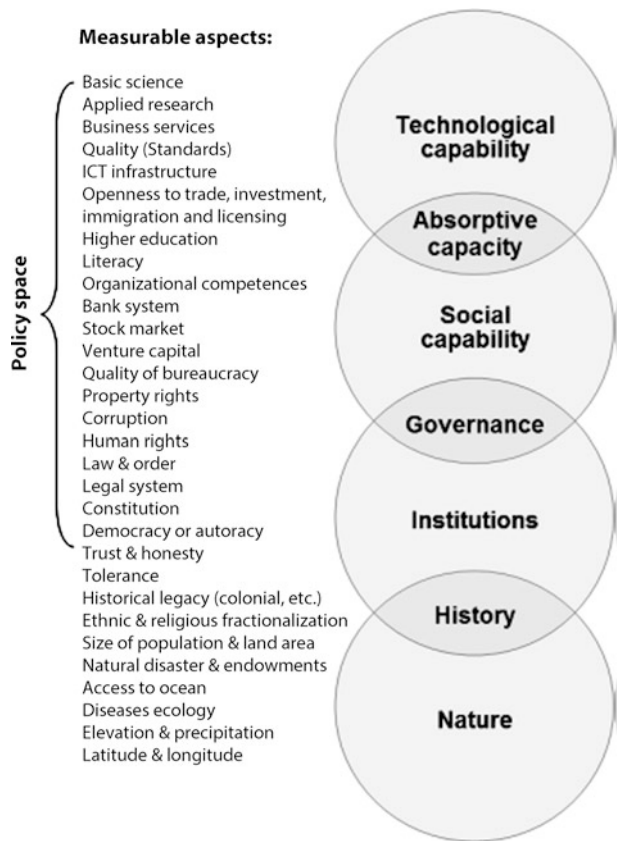 Measurable aspects:
Policy space
Basic science
Applied research
Business services
Quality (Standards)
ICT infrastructure
Openness to trade, investment,
immigration and licensing
Higher education
Literacy
Organizational competences
Bank system
Stock market
Venture capital
Quality of bureaucracy
Property rights
Corruption
Human rights
Law & order
Legal system
Constitution
Democracy or autoracy
Trust & honesty
Tolerance
Historical legacy (colonial, etc.)
Ethnic & religious fractionalization
Size of population & land area
Natural disaster & endowments
Access to ocean
Diseases ecology
Elevation & precipitation
Latitude & longitude
Technological
capability
Absorptive
capacity
Social
capability
Governance
Institutions
History
Nature